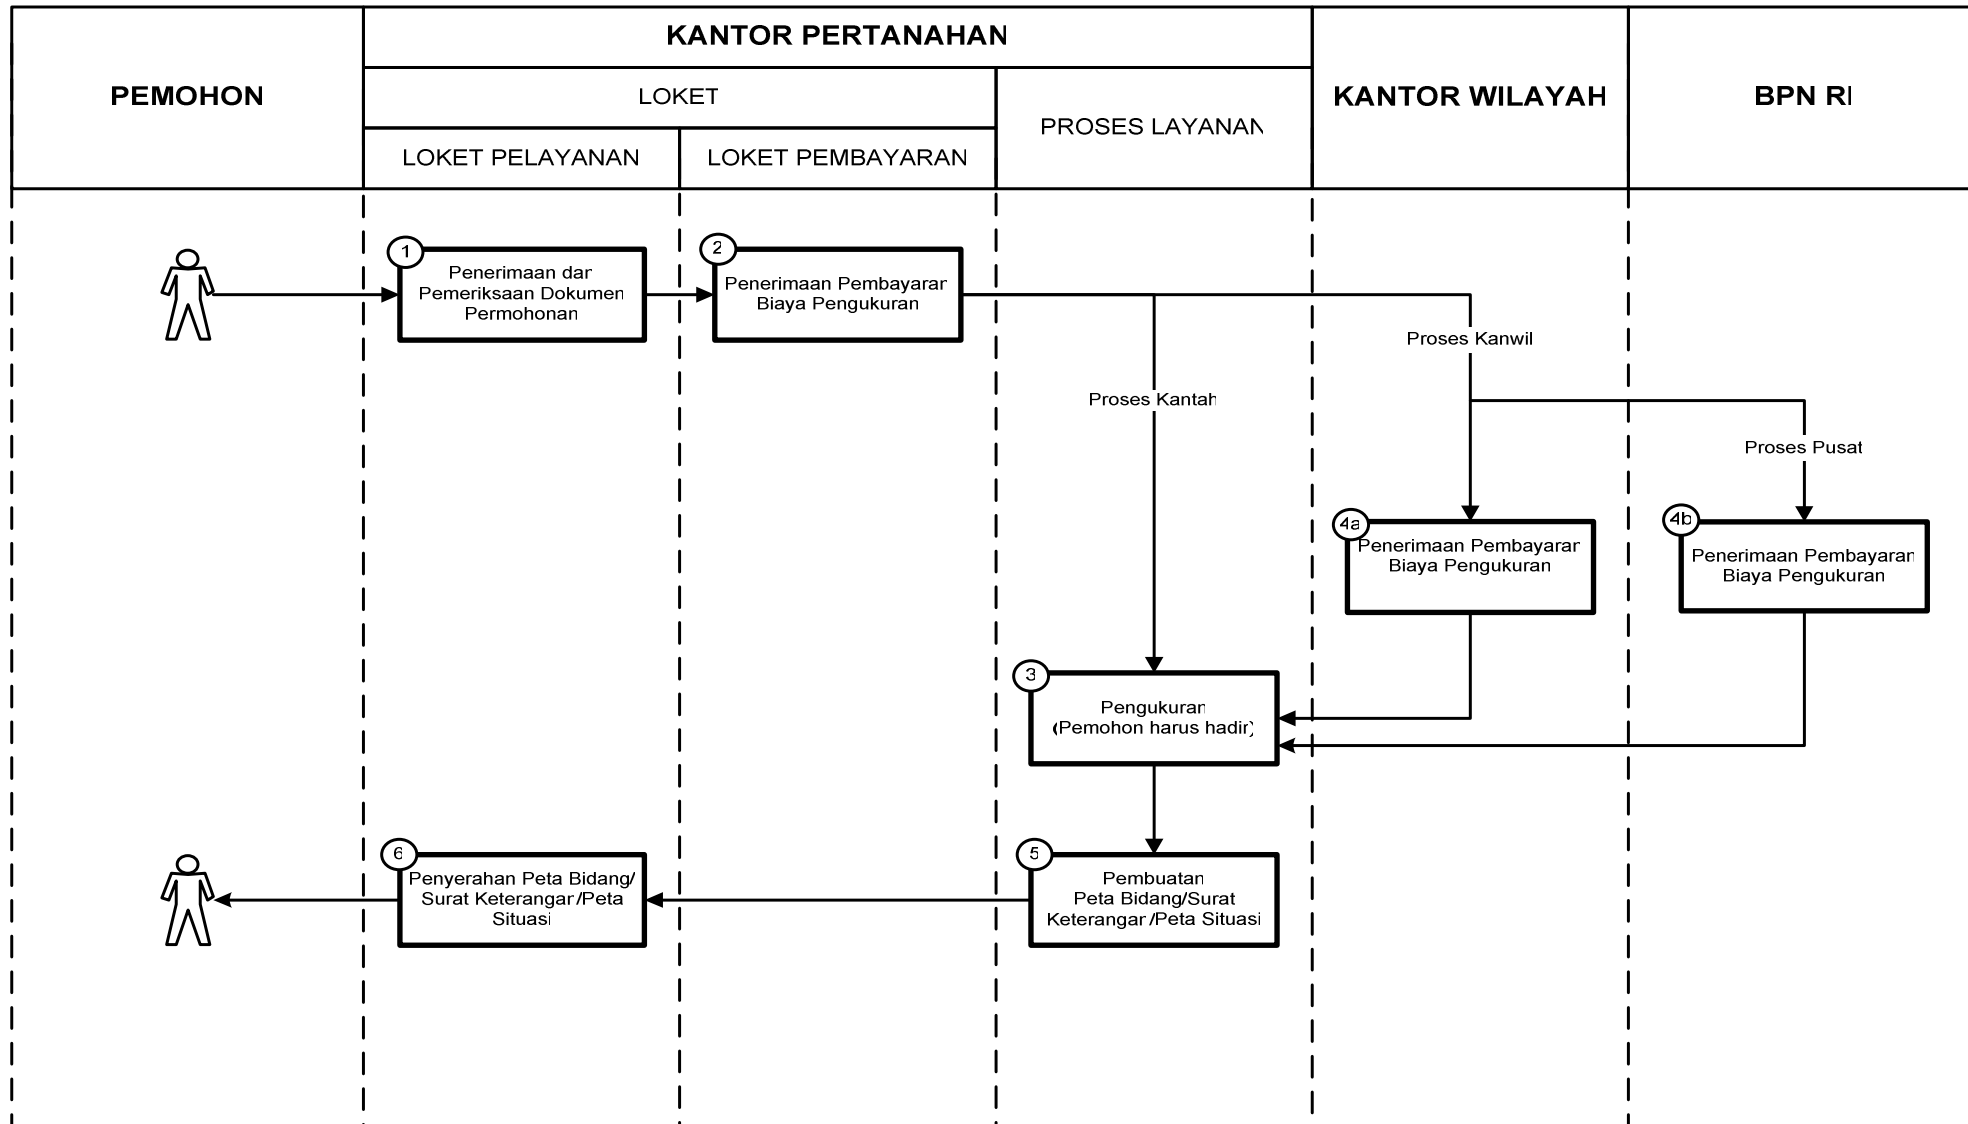 KANTOR PERTANAHAN
PEMOHON
LOKET
KANTOR WILAYAH
BPN RI
PROSES LAYANAN
LOKET PELAYANAN
LOKET PEMBAYARAN
1
Penerimaan dan
Pemeriksaan Dokumen
Permohonan
2
Penerimaan Pembayaran
Biaya Pengukuran
Proses Kanwil
Proses Kantah
Proses Pusat
4a
Penerimaan Pembayaran
Biaya Pengukuran
4b
Penerimaan Pembayaran
Biaya Pengukuran
3
Pengukuran
(Pemohon harus hadir)
6
Penyerahan Peta Bidang/
Surat Keterangan/Peta
Situasi
5
Pembuatan
Peta Bidang/Surat
Keterangan/Peta Situasi